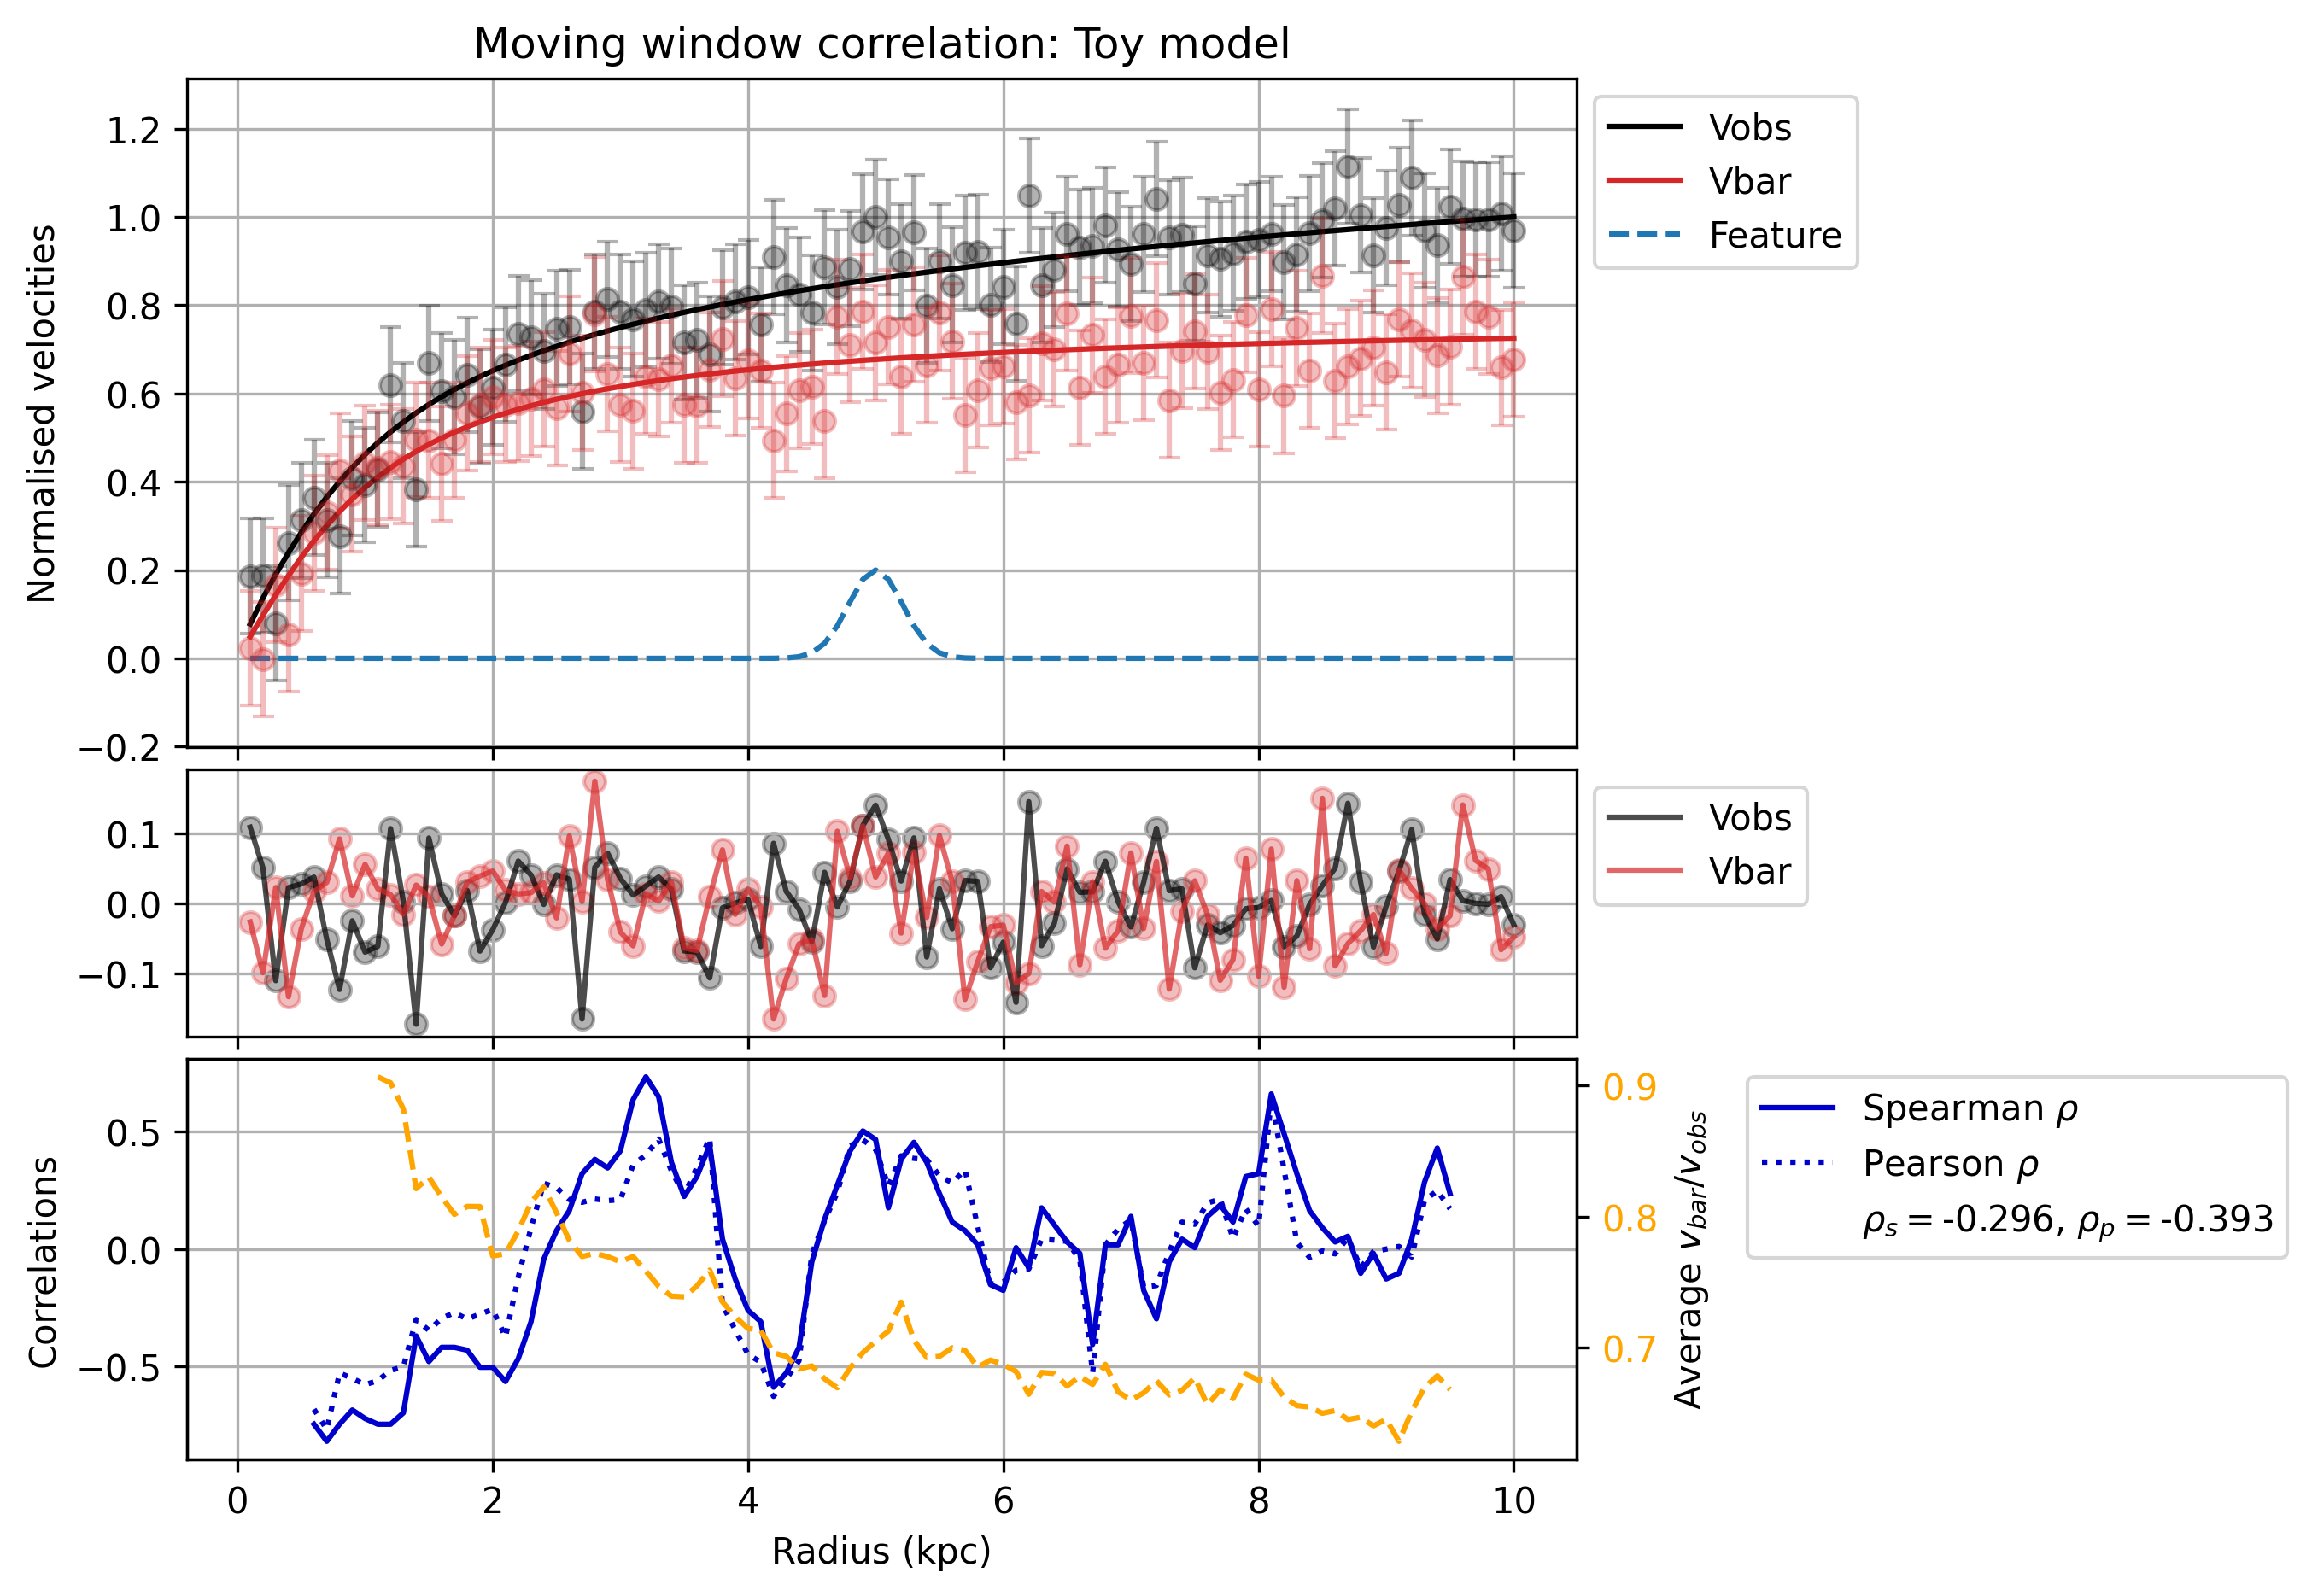 Moving window correlation: Toy model
Normalised velocities
1.2
1.0
0.8
0.6
0.4
0.2
0.0
−0.2
Vobs
Vbar
Feature
0.1
0.0
−0.1
Vobs
Vbar
Correlations
0.5
0.0
−0.5
0.9
0.8
0.7
Average v_bar/v_obs
Spearman ρ
Pearson ρ
ρ_s = -0.296, ρ_p = -0.393
0 2 4 6 8 10
Radius (kpc)